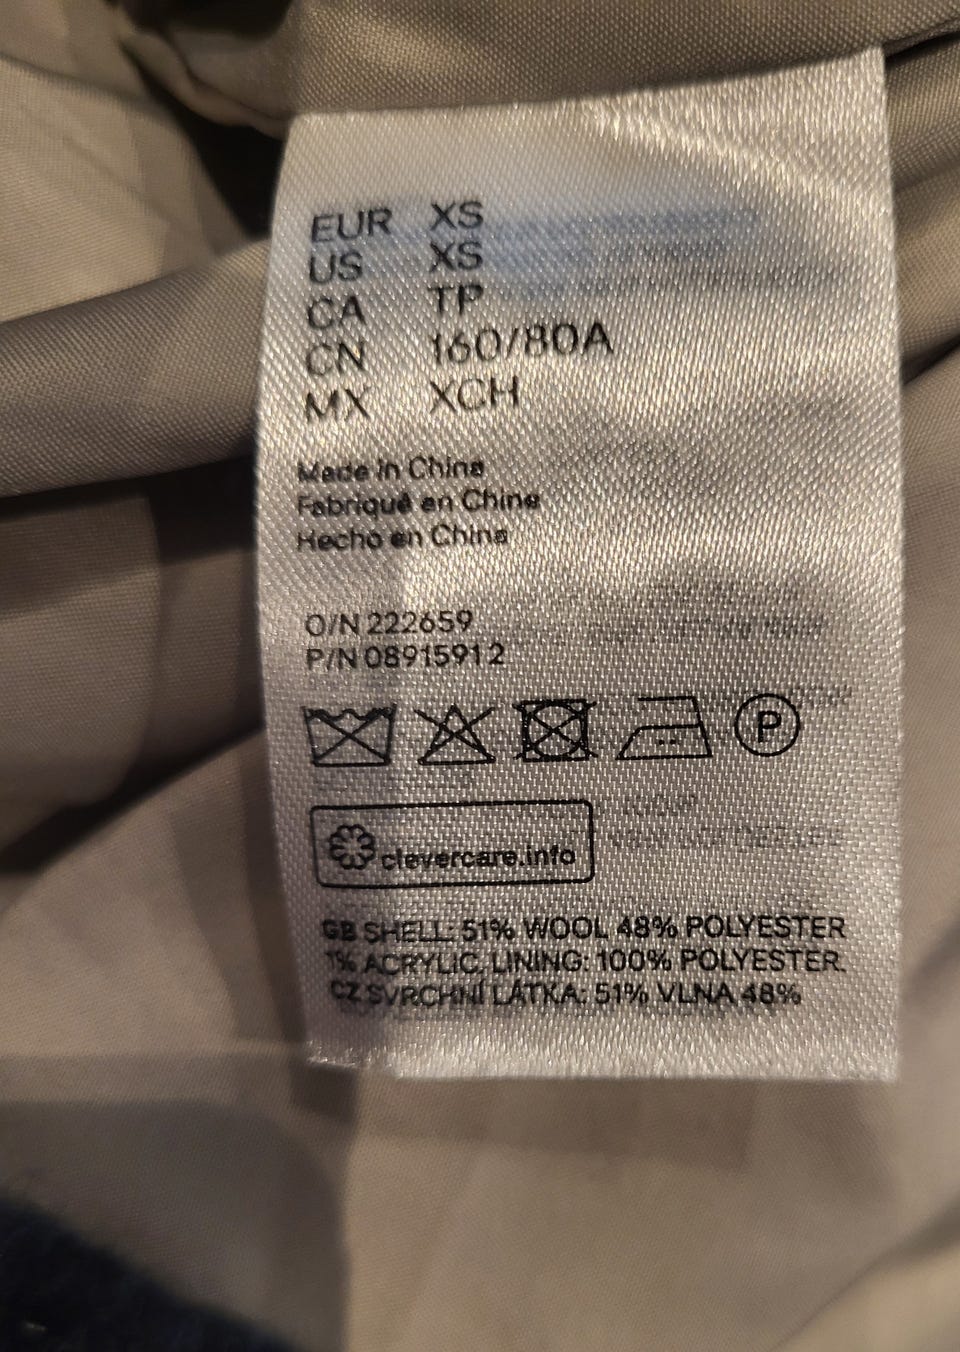 EUR XS
US XS
CA TP
CN 160/80A
MX XCH
Made in China
Fabriqué en Chine
Hecho en China
O/N 222659
P/N 08915912
P
clevercare.info
GB SHELL: 51% WOOL 48% POLYESTER
1% ACRYLIC, LINING: 100% POLYESTER.
CZ SVRCHNÍ LÁTKA: 51% VLNA 48%